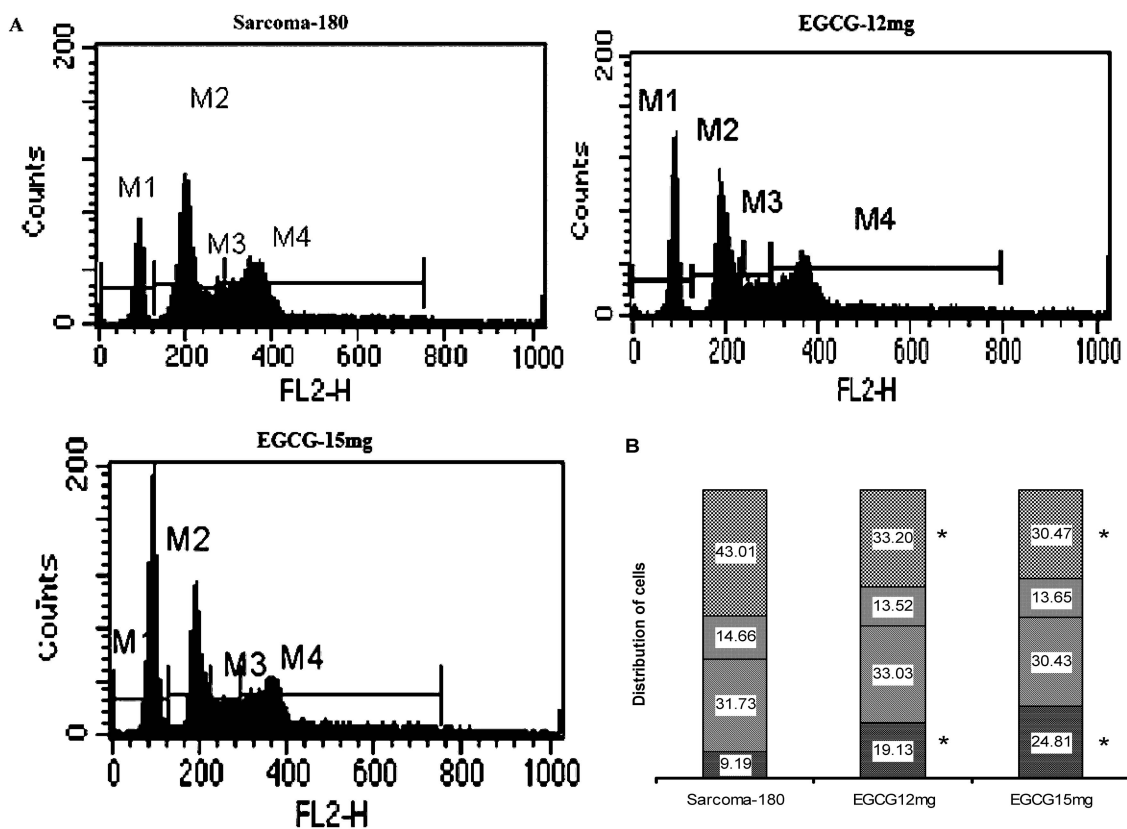 A
Sarcoma-180
200
Counts
0
M1
M2
M3
M4
0 200 400 600 800 1000
FL2-H
EGCG-12mg
200
Counts
0
M1
M2
M3
M4
0 200 400 600 800 1000
FL2-H
EGCG-15mg
200
Counts
0
M1
M2
M3
M4
0 200 400 600 800 1000
FL2-H
B
Distribution of cells
43.01
14.66
31.73
9.19
33.20 *
13.52
33.03
19.13 *
30.47 *
13.65
30.43
24.81 *
Sarcoma-180 EGCG12mg EGCG15mg